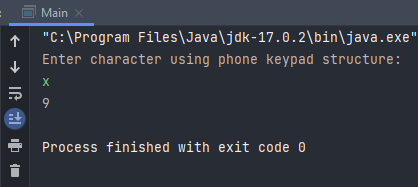 Main
"C:\Program Files\Java\jdk-17.0.2\bin\java.exe"
Enter character using phone keypad structure:
x
9
Process finished with exit code 0